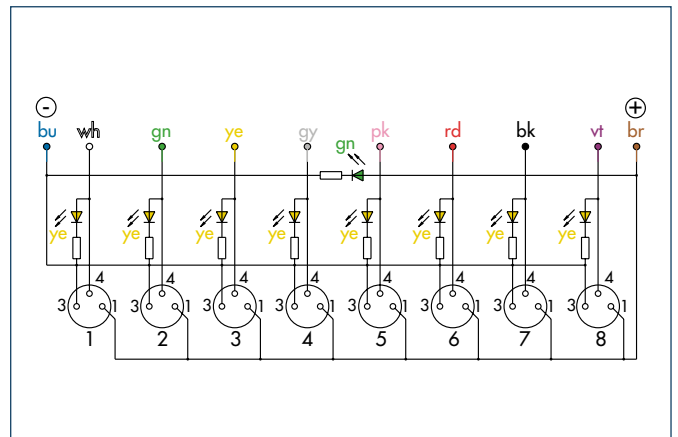 - +
bu wh gn ye gy pk rd bk vt br
gn
ye ye ye ye ye ye ye ye
4 4 4 4 4 4 4 4
3 1 3 1 3 1 3 1 3 1 3 1 3 1 3 1
1 2 3 4 5 6 7 8